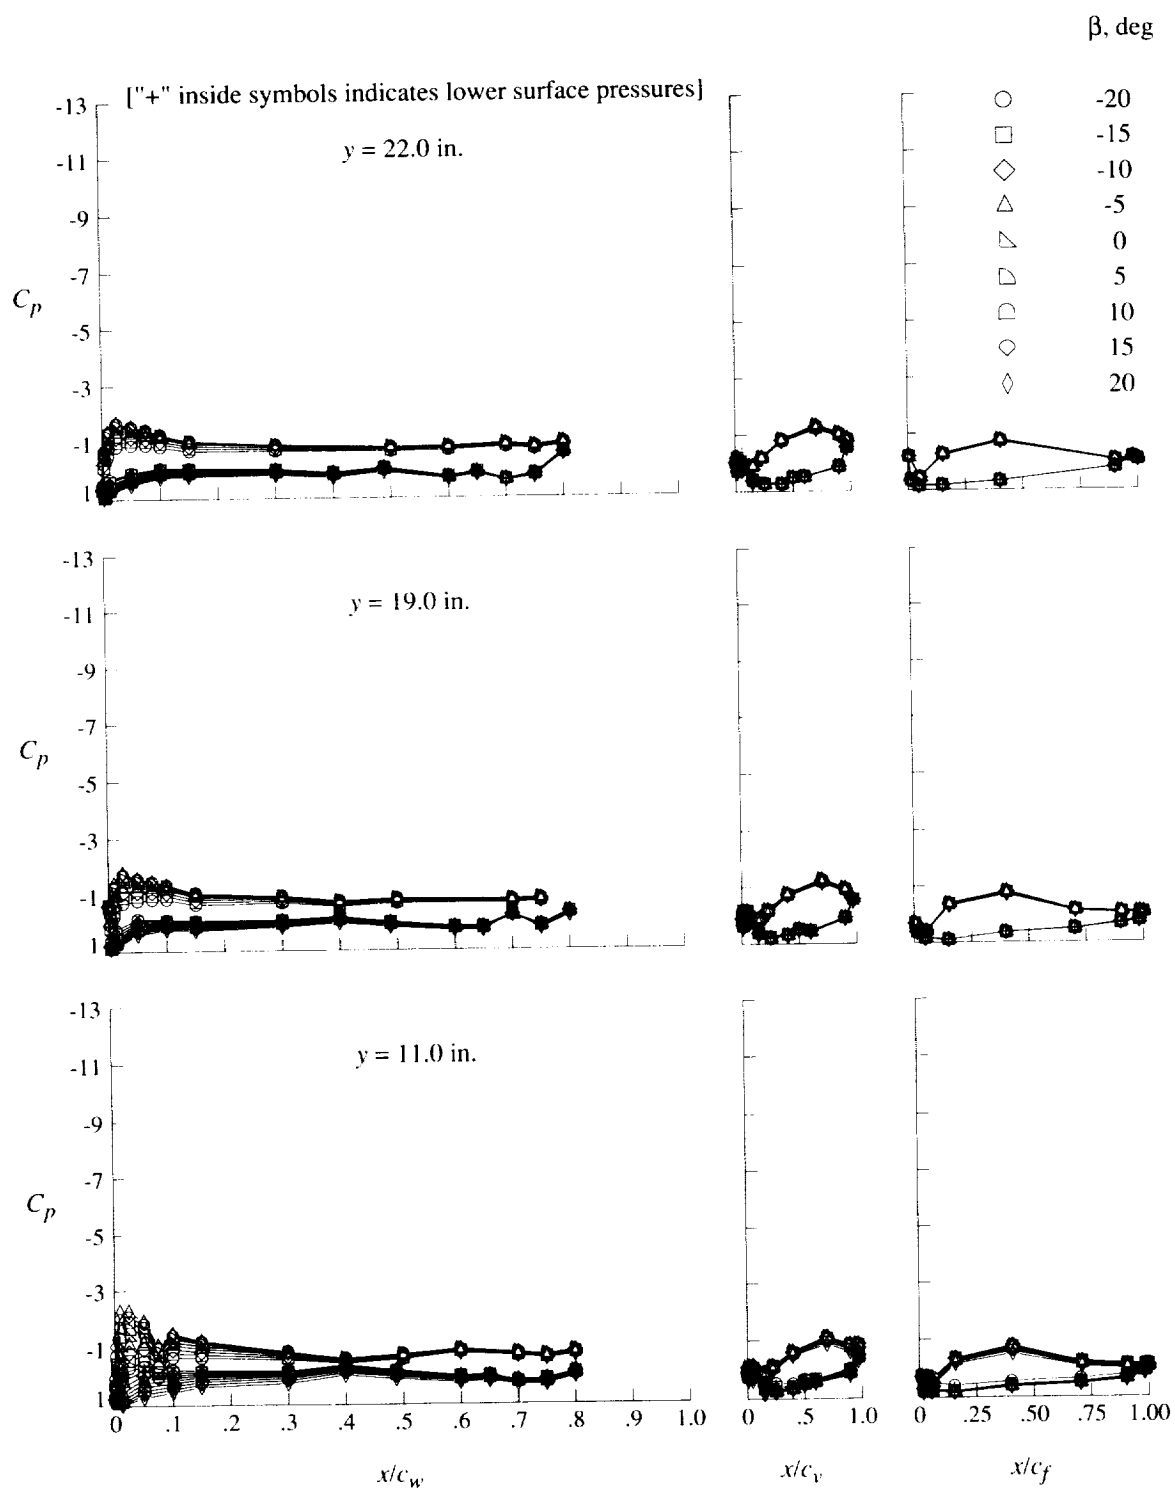 β, deg
["+" inside symbols indicates lower surface pressures]
-20
-15
-10
-5
0
5
10
15
20
y = 22.0 in.
-13
-11
-9
-7
-5
-3
-1
1
C_p
y = 19.0 in.
-13
-11
-9
-7
-5
-3
-1
1
C_p
y = 11.0 in.
-13
-11
-9
-7
-5
-3
-1
1
C_p
0 .1 .2 .3 .4 .5 .6 .7 .8 .9 1.0
0 .5 1.0
0 .25 .50 .75 1.00
x/c_w
x/c_v
x/c_f